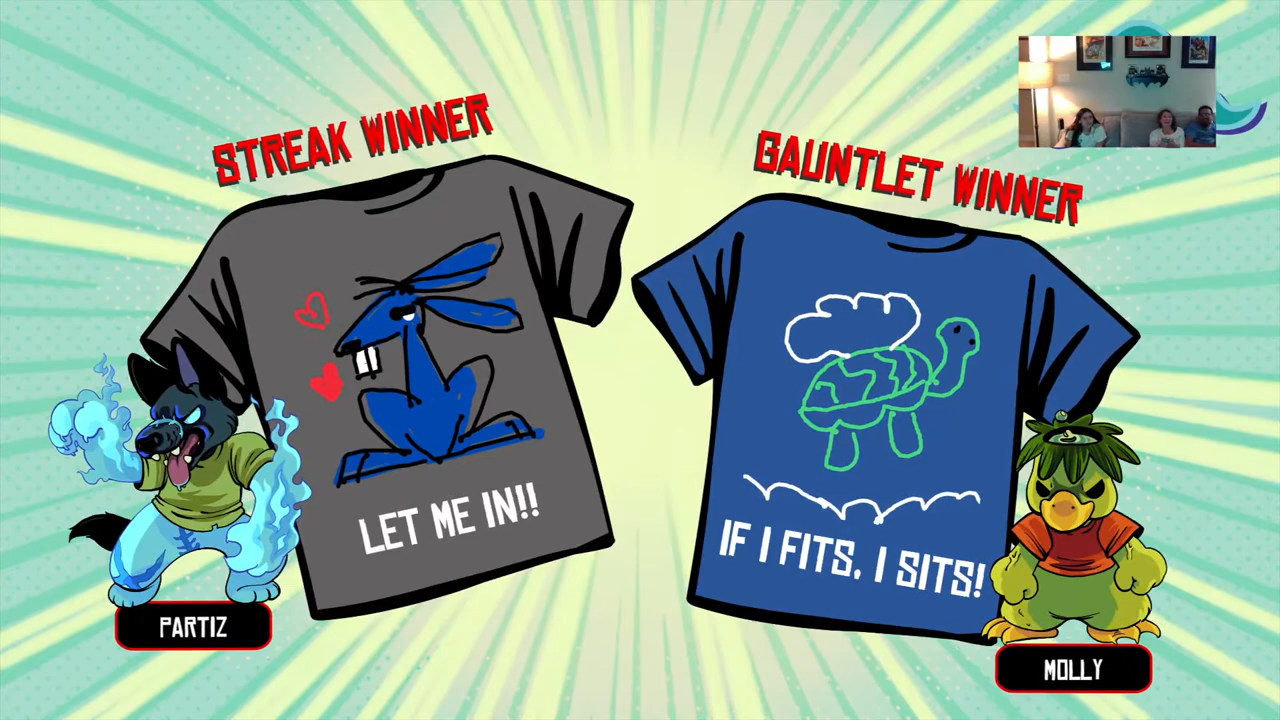 STREAK WINNER
GAUNTLET WINNER
LET ME IN!!
IF I FITS, I SITS!
PARTIZ
MOLLY